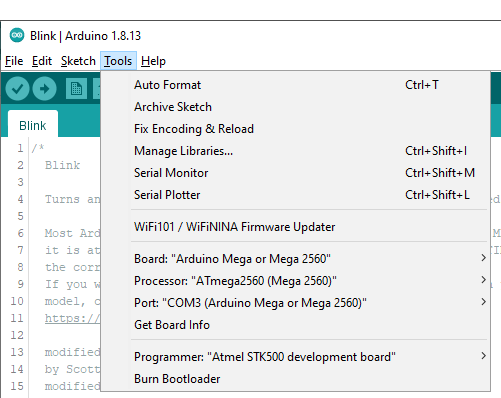 Blink | Arduino 1.8.13
File Edit Sketch Tools Help
Auto Format Ctrl+T
Archive Sketch
Fix Encoding & Reload
Manage Libraries... Ctrl+Shift+I
Serial Monitor Ctrl+Shift+M
Serial Plotter Ctrl+Shift+L
WiFi101 / WiFiNINA Firmware Updater
Board: "Arduino Mega or Mega 2560"
Processor: "ATmega2560 (Mega 2560)"
Port: "COM3 (Arduino Mega or Mega 2560)"
Get Board Info
Programmer: "Atmel STK500 development board"
Burn Bootloader
Blink
1 /*
2 Blink
3
4 Turns an
5
6 Most Ard
7 it is at
8 the corr
9 If you w
10 model, c
11 https://
12
13 modified
14 by Scott
15 modified